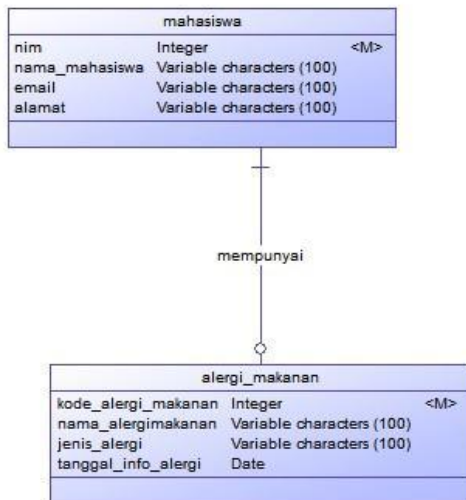 mahasiswa
nim Integer <M>
nama_mahasiswa Variable characters (100)
email Variable characters (100)
alamat Variable characters (100)
mempunyai
alergi_makanan
kode_alergi_makanan Integer <M>
nama_alergimakanan Variable characters (100)
jenis_alergi Variable characters (100)
tanggal_info_alergi Date